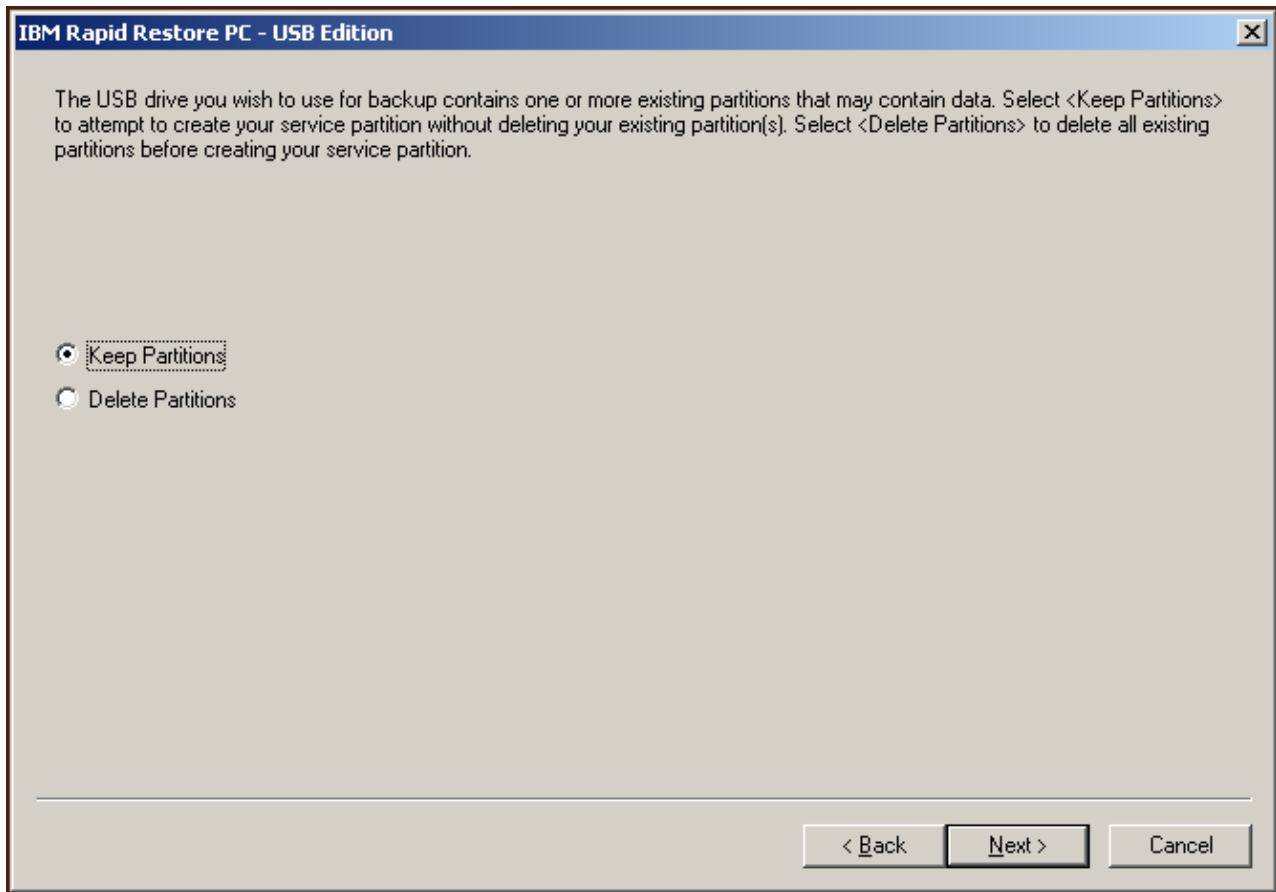 IBM Rapid Restore PC - USB Edition
The USB drive you wish to use for backup contains one or more existing partitions that may contain data. Select <Keep Partitions>
to attempt to create your service partition without deleting your existing partition(s). Select <Delete Partitions> to delete all existing
partitions before creating your service partition.
Keep Partitions
Delete Partitions
< Back
Next >
Cancel